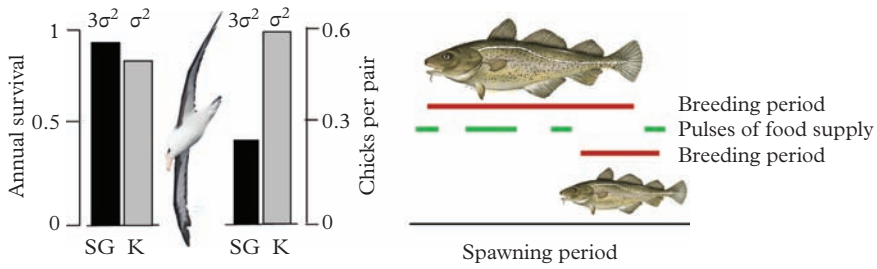 3σ² σ²
1
0.5
0
Annual survival
SG K
3σ² σ²
0.6
0.3
0
Chicks per pair
SG K
Breeding period
Pulses of food supply
Breeding period
Spawning period